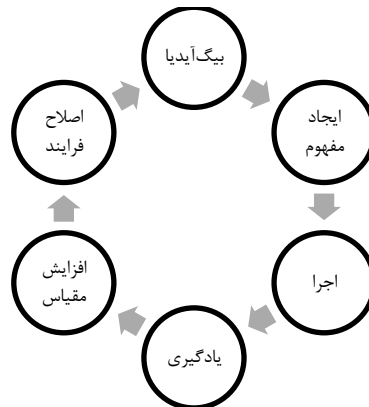 بیگ‌آیدیا
ایجاد
مفهوم
اجرا
یادگیری
افزایش
مقیاس
اصلاح
فرایند